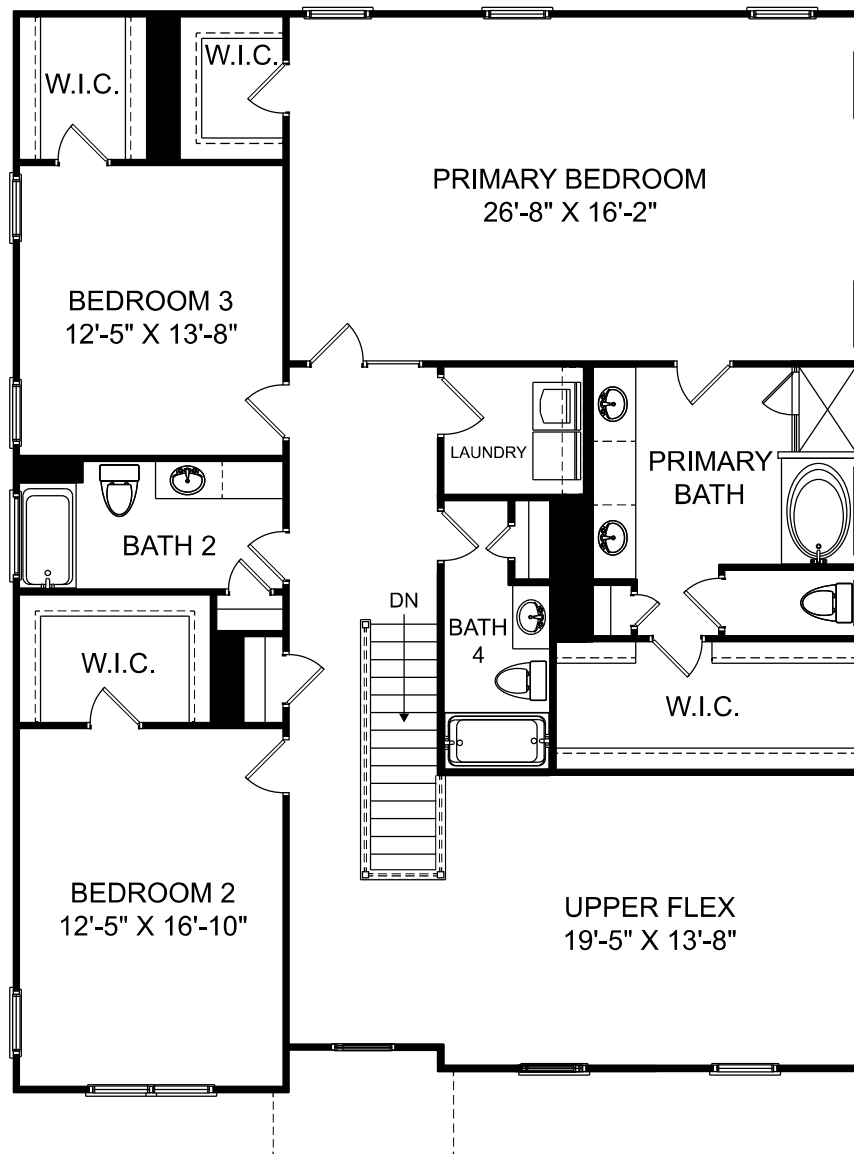 W.I.C.
W.I.C.
PRIMARY BEDROOM
26'-8" X 16'-2"
BEDROOM 3
12'-5" X 13'-8"
LAUNDRY
PRIMARY
BATH
BATH 2
DN
BATH
4
W.I.C.
W.I.C.
BEDROOM 2
12'-5" X 16'-10"
UPPER FLEX
19'-5" X 13'-8"